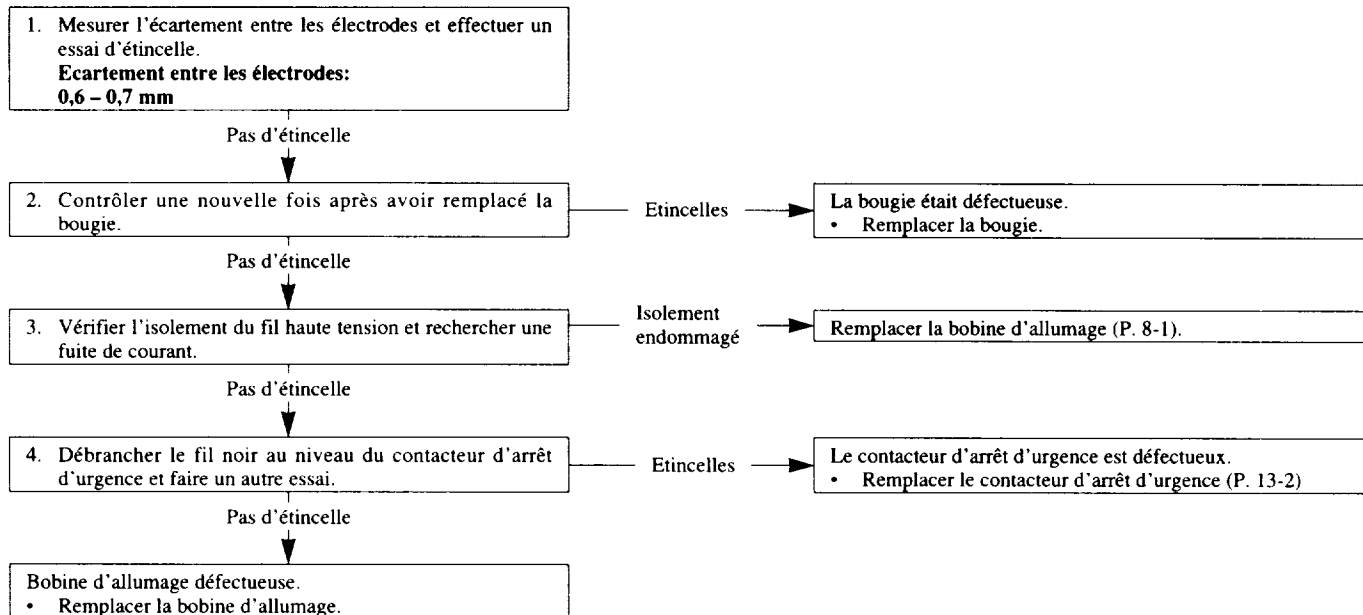 1. Mesurer l'écartement entre les électrodes et effectuer un
essai d'étincelle.
Ecartement entre les électrodes:
0,6 – 0,7 mm
Pas d'étincelle
2. Contrôler une nouvelle fois après avoir remplacé la
bougie.
Etincelles
La bougie était défectueuse.
• Remplacer la bougie.
Pas d'étincelle
3. Vérifier l'isolement du fil haute tension et rechercher une
fuite de courant.
Isolement
endommagé
Remplacer la bobine d'allumage (P. 8-1).
Pas d'étincelle
4. Débrancher le fil noir au niveau du contacteur d'arrêt
d'urgence et faire un autre essai.
Etincelles
Le contacteur d'arrêt d'urgence est défectueux.
• Remplacer le contacteur d'arrêt d'urgence (P. 13-2)
Pas d'étincelle
Bobine d'allumage défectueuse.
• Remplacer la bobine d'allumage.